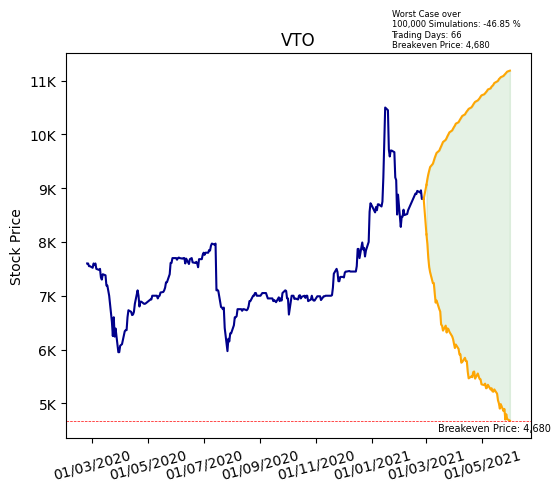 Worst Case over
100,000 Simulations: -46.85 %
Trading Days: 66
Breakeven Price: 4,680
VTO
Stock Price
11K
10K
9K
8K
7K
6K
5K
Breakeven Price: 4,680
01/03/2020
01/05/2020
01/07/2020
01/09/2020
01/11/2020
01/01/2021
01/03/2021
01/05/2021